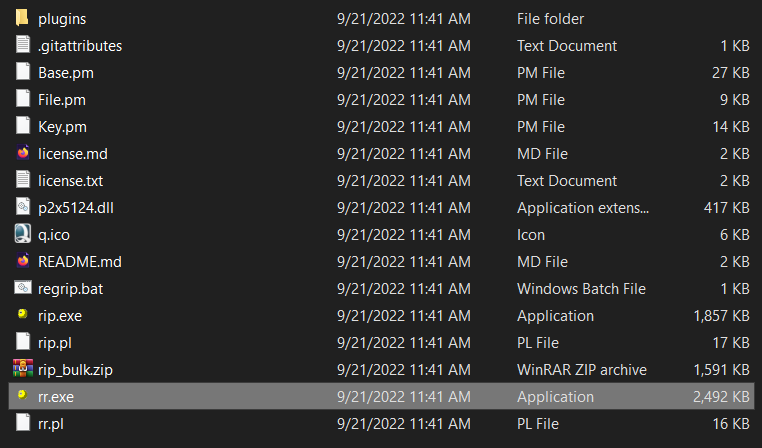 plugins 9/21/2022 11:41 AM File folder
.gitattributes 9/21/2022 11:41 AM Text Document 1 KB
Base.pm 9/21/2022 11:41 AM PM File 27 KB
File.pm 9/21/2022 11:41 AM PM File 9 KB
Key.pm 9/21/2022 11:41 AM PM File 14 KB
license.md 9/21/2022 11:41 AM MD File 2 KB
license.txt 9/21/2022 11:41 AM Text Document 2 KB
p2x5124.dll 9/21/2022 11:41 AM Application extens... 417 KB
q.ico 9/21/2022 11:41 AM Icon 6 KB
README.md 9/21/2022 11:41 AM MD File 2 KB
regrip.bat 9/21/2022 11:41 AM Windows Batch File 1 KB
rip.exe 9/21/2022 11:41 AM Application 1,857 KB
rip.pl 9/21/2022 11:41 AM PL File 17 KB
rip_bulk.zip 9/21/2022 11:41 AM WinRAR ZIP archive 1,591 KB
rr.exe 9/21/2022 11:41 AM Application 2,492 KB
rr.pl 9/21/2022 11:41 AM PL File 16 KB